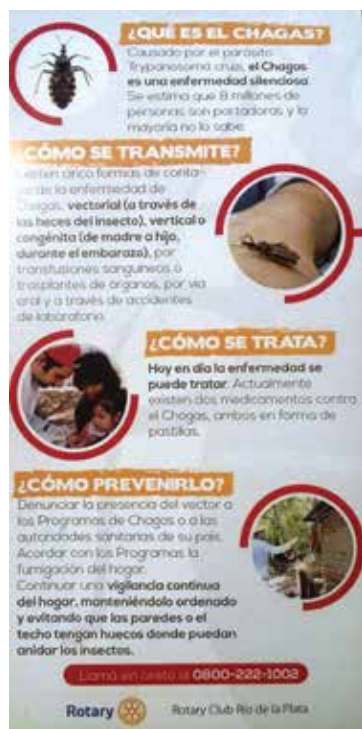 ¿QUÉ ES EL CHAGAS?
Causado por el parásito
Trypanosoma cruzi, el Chagas
es una enfermedad silenciosa.
Se estima que 8 millones de
personas son portadoras y la
mayoría no lo sabe.
¿CÓMO SE TRANSMITE?
Existen cinco formas de conta-
de la enfermedad de
Chagas: vectorial (a través de
las heces del insecto), vertical o
congénita (de madre a hijo,
durante el embarazo), por
transfusiones sanguíneas o
trasplantes de órganos, por vía
oral y a través de accidentes
de laboratorio.
¿CÓMO SE TRATA?
Hoy en día la enfermedad se
puede tratar. Actualmente
existen dos medicamentos contra
el Chagas, ambos en forma de
pastillas.
¿CÓMO PREVENIRLO?
Denunciar la presencia del vector a
los Programas de Chagas o a las
autoridades sanitarias de su país.
Acordar con los Programas la
fumigación del hogar.
Continuar una vigilancia continua
del hogar, manteniéndolo ordenado
y evitando que las paredes o el
techo tengan huecos donde puedan
anidar los insectos.
Llamá en gratis al 0800-222-1002
Rotary
Rotary Club Río de la Plata